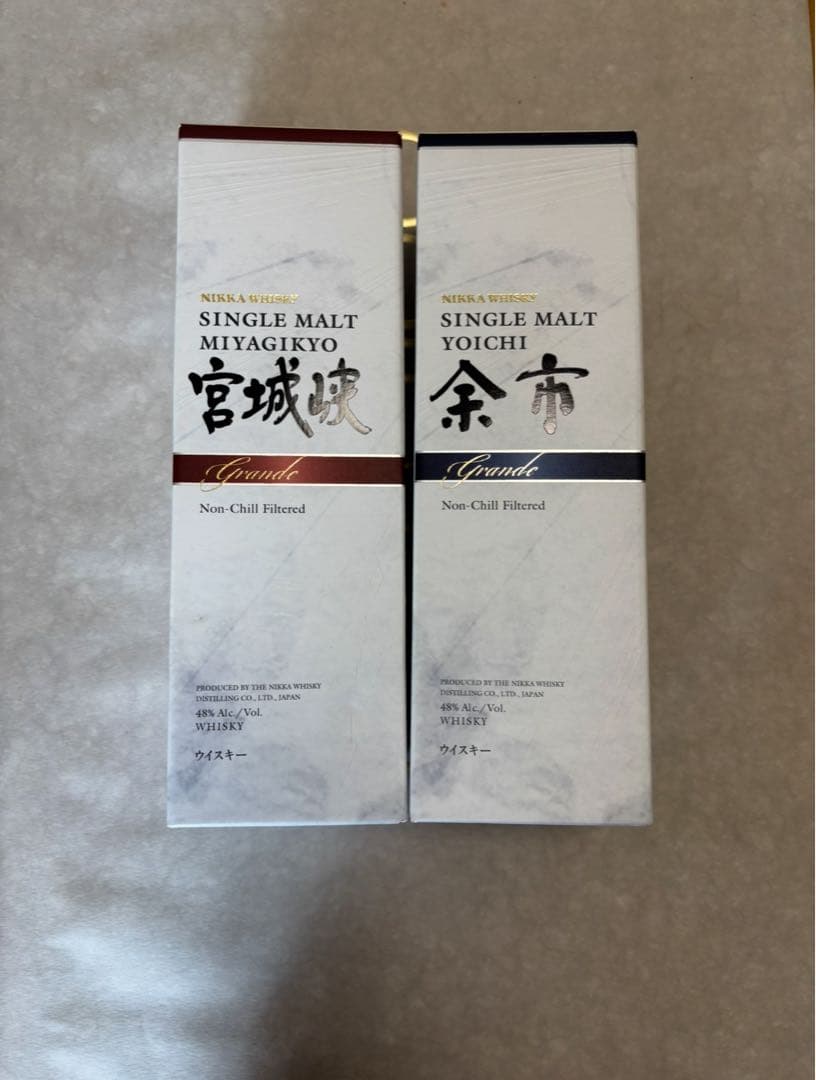 NIKKA WHISKY
SINGLE MALT
MIYAGIKYO
宮城峡
Grande
Non-Chill Filtered
PRODUCED BY THE NIKKA WHISKY
DISTILLING CO., LTD., JAPAN
48% Alc./Vol.
WHISKY
ウイスキー
NIKKA WHISKY
SINGLE MALT
YOICHI
余市
Grande
Non-Chill Filtered
PRODUCED BY THE NIKKA WHISKY
DISTILLING CO., LTD., JAPAN
48% Alc./Vol.
WHISKY
ウイスキー